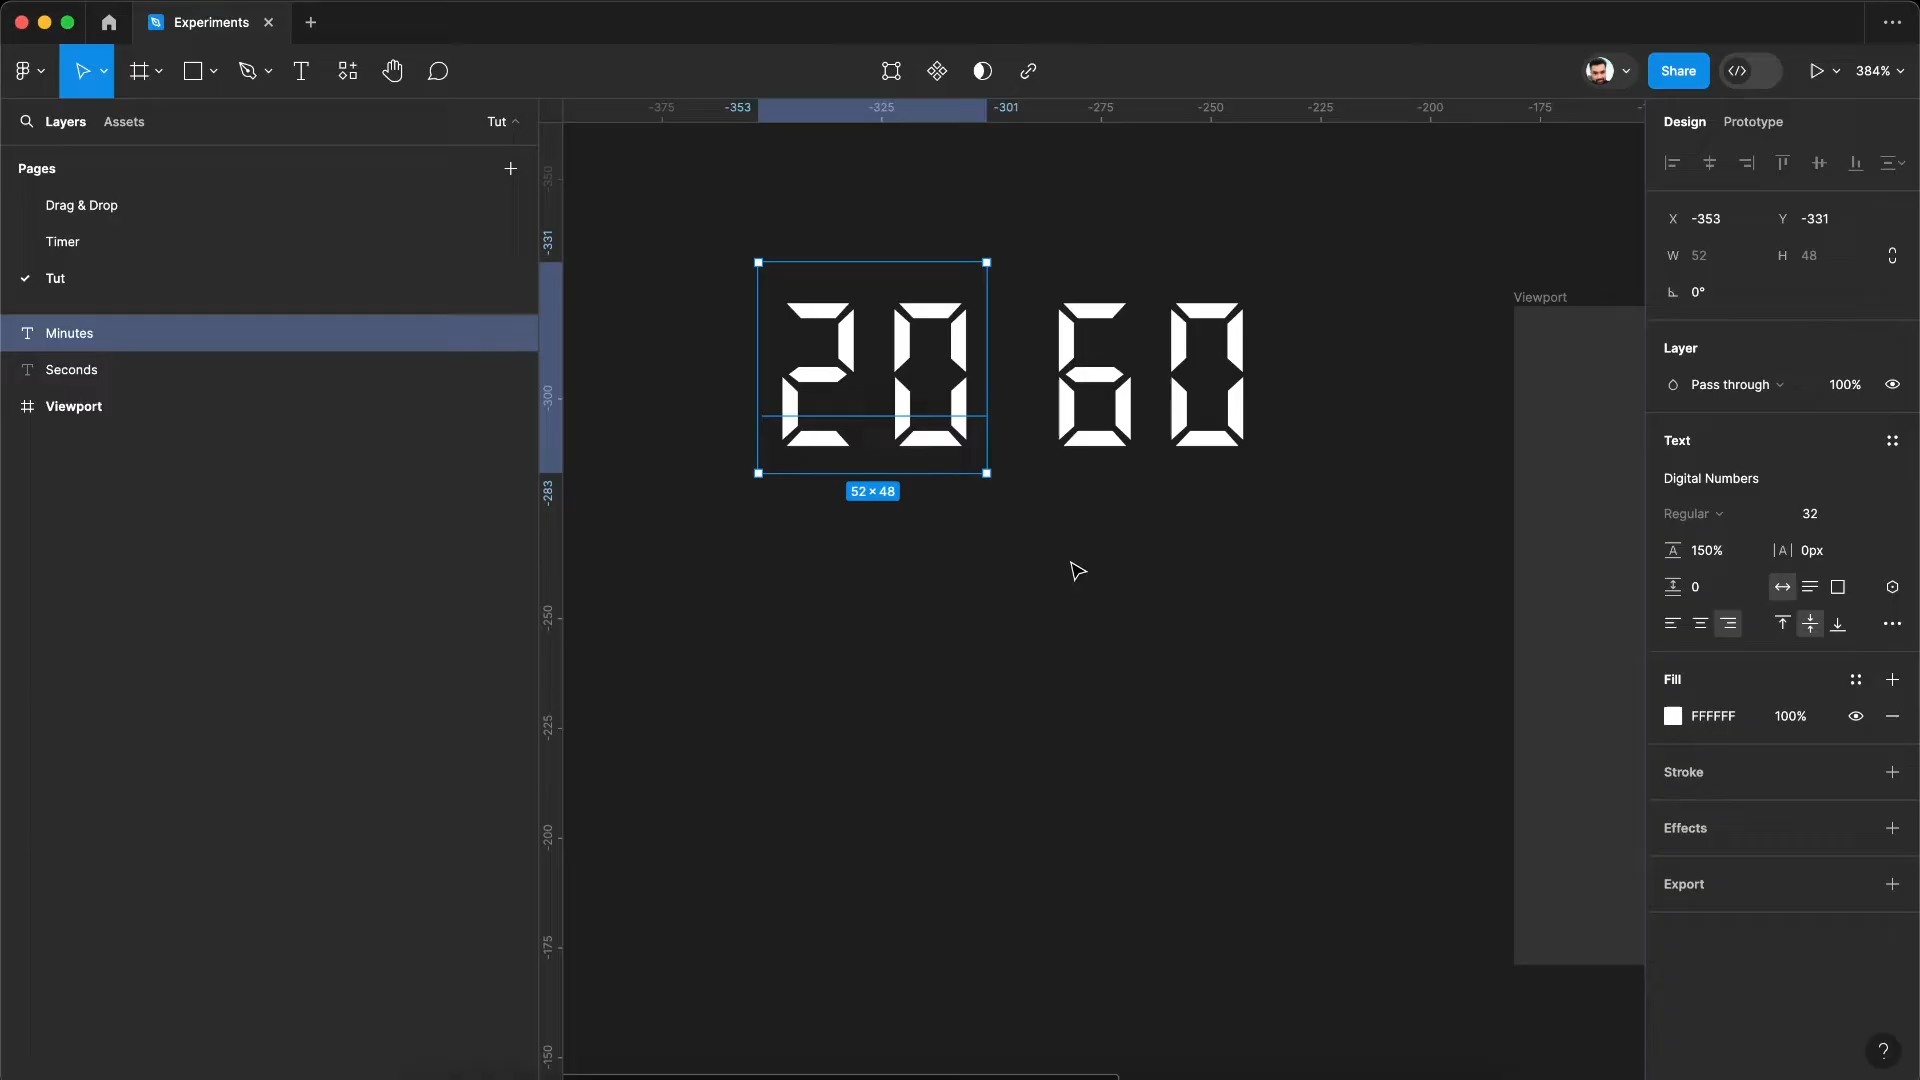 Experiments
Share
384%
Layers
Assets
Tut
Pages
Drag & Drop
Timer
Tut
Minutes
Seconds
Viewport
-375
-353
-325
-301
-275
-250
-225
-200
-175
-350
-331
-300
-283
-250
-225
-200
-175
-150
20
60
52 × 48
Viewport
Design
Prototype
X -353
Y -331
W 52
H 48
0°
Layer
Pass through
100%
Text
Digital Numbers
Regular
32
A 150%
|A| 0px
0
Fill
FFFFFF
100%
Stroke
Effects
Export
?